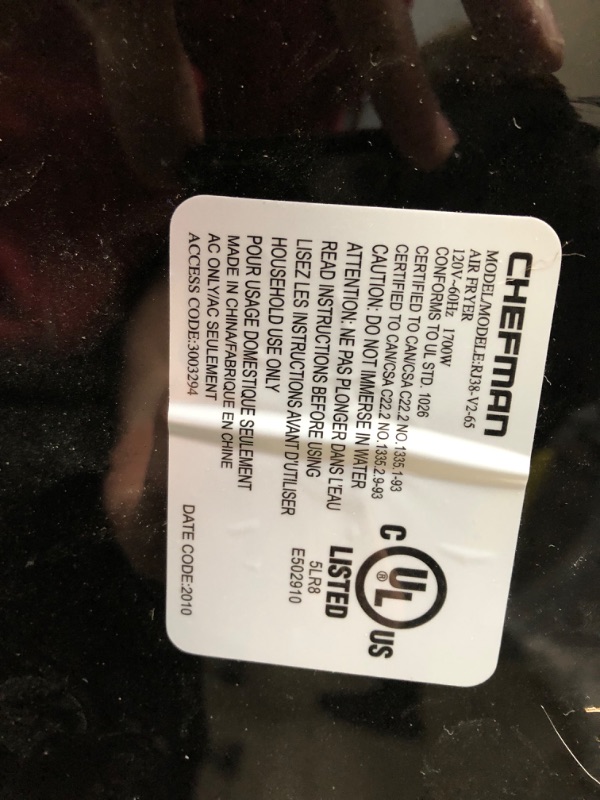 CHEFMAN
MODEL/MODELE:RJ38-V2-65
AIR FRYER
120V~60Hz 1700W
CONFORMS TO UL STD. 1026
CERTIFIED TO CAN/CSA C22.2 NO.1335.1-93
CERTIFIED TO CAN/CSA C22.2 NO.1335.2.9-93
CAUTION: DO NOT IMMERSE IN WATER
ATTENTION: NE PAS PLONGER DANS L'EAU
READ INSTRUCTIONS BEFORE USING
LISEZ LES INSTRUCTIONS AVANT D'UTILISER
HOUSEHOLD USE ONLY
POUR USAGE DOMESTIQUE SEULEMENT
MADE IN CHINA/FABRIQUE EN CHINE
AC ONLY/AC SEULEMENT
ACCESS CODE:3003294
C UL ® US
LISTED
5LR8
E502910
DATE CODE:2010